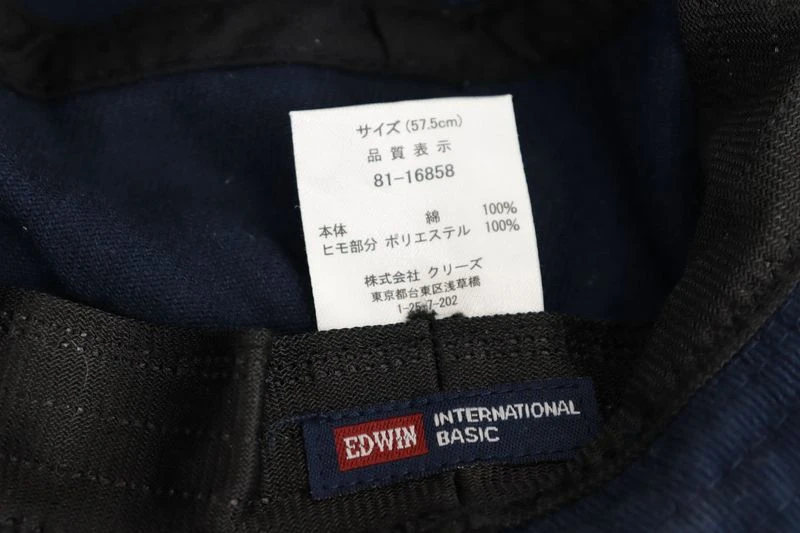 サイズ(57.5cm)
品質表示
81-16858
本体 綿 100%
ヒモ部分 ポリエステル 100%
株式会社 クリーズ
東京都台東区浅草橋
1-25-7-202
EDWIN
INTERNATIONAL
BASIC